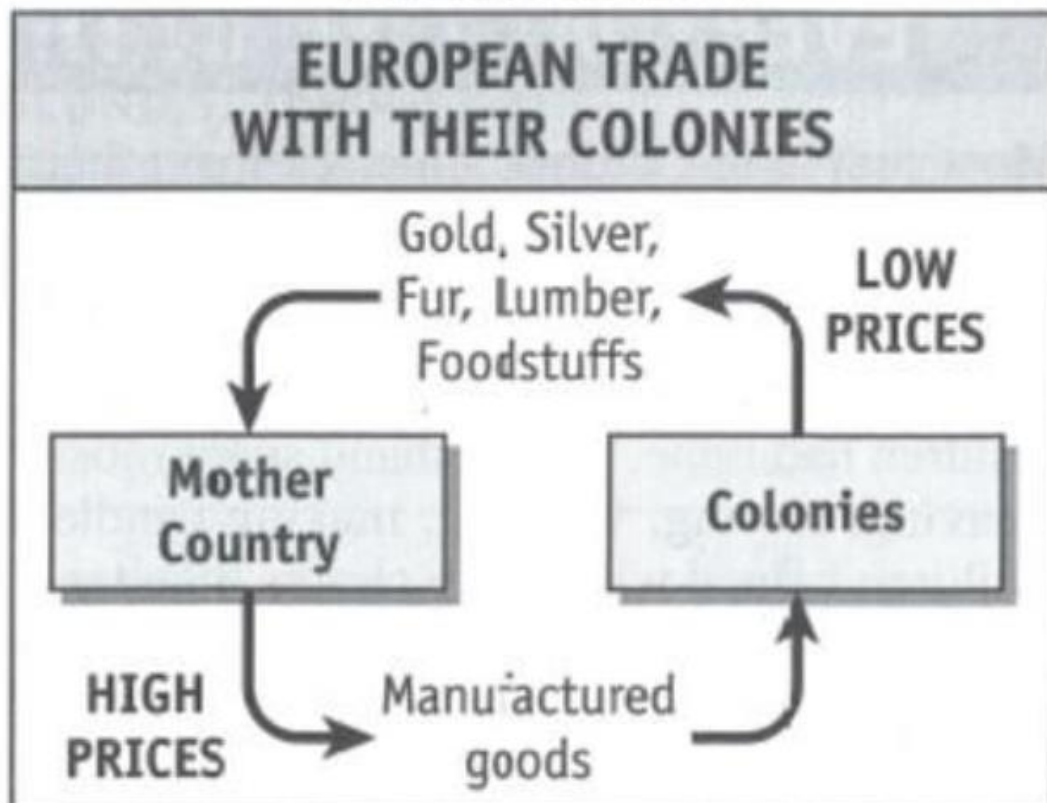 EUROPEAN TRADE
WITH THEIR COLONIES
Gold, Silver,
Fur, Lumber,
Foodstuffs
LOW
PRICES
Mother
Country
Colonies
HIGH
PRICES
Manufactured
goods